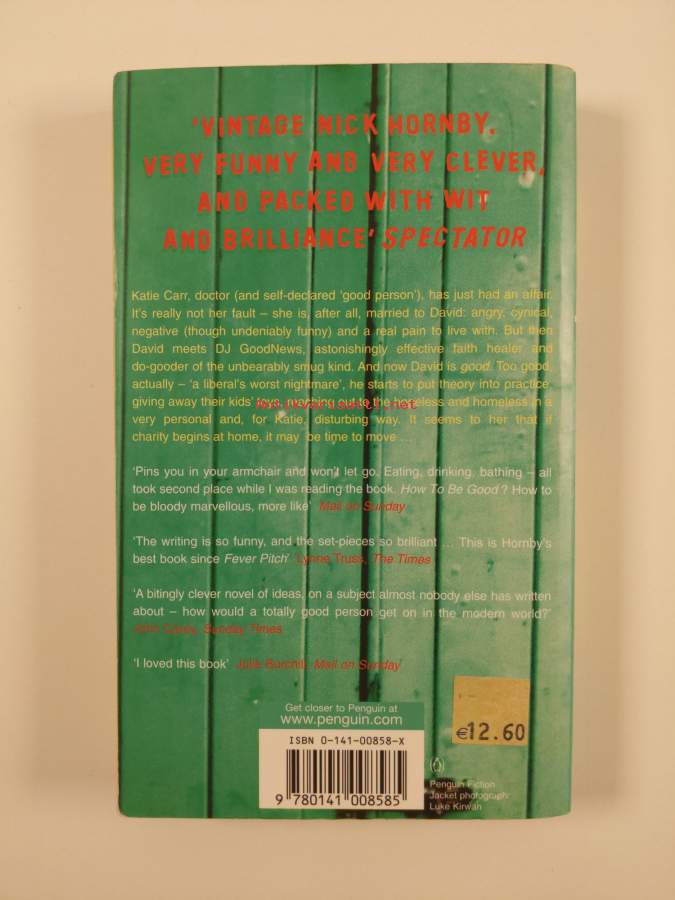 'VINTAGE NICK HORNBY.
VERY FUNNY AND VERY CLEVER,
AND PACKED WITH WIT
AND BRILLIANCE' SPECTATOR
Katie Carr, doctor (and self-declared 'good person'), has just had an affair.
It's really not her fault – she is, after all, married to David: angry, cynical,
negative (though undeniably funny) and a real pain to live with. But then
David meets DJ GoodNews, astonishingly effective faith healer and
do-gooder of the unbearably smug kind. And now David is good. Too good,
actually – 'a liberal's worst nightmare', he starts to put theory into practice,
giving away their kids' toys, reaching out to the hopeless and homeless in a
very personal and, for Katie, disturbing way. It seems to her that if
charity begins at home, it may be time to move ...
'Pins you in your armchair and won't let go. Eating, drinking, bathing – all
took second place while I was reading the book. How To Be Good? How to
be bloody marvellous, more like' Mail on Sunday
'The writing is so funny, and the set-pieces so brilliant ... This is Hornby's
best book since Fever Pitch' Lynne Truss, The Times
'A bitingly clever novel of ideas, on a subject almost nobody else has written
about – how would a totally good person get on in the modern world?'
John Carey, Sunday Times
'I loved this book' Julie Burchill, Mail on Sunday
Get closer to Penguin at
www.penguin.com
ISBN 0-141-00858-X
9 780141 008585
€12.60
Penguin Fiction
Jacket photograph:
Luke Kirwan